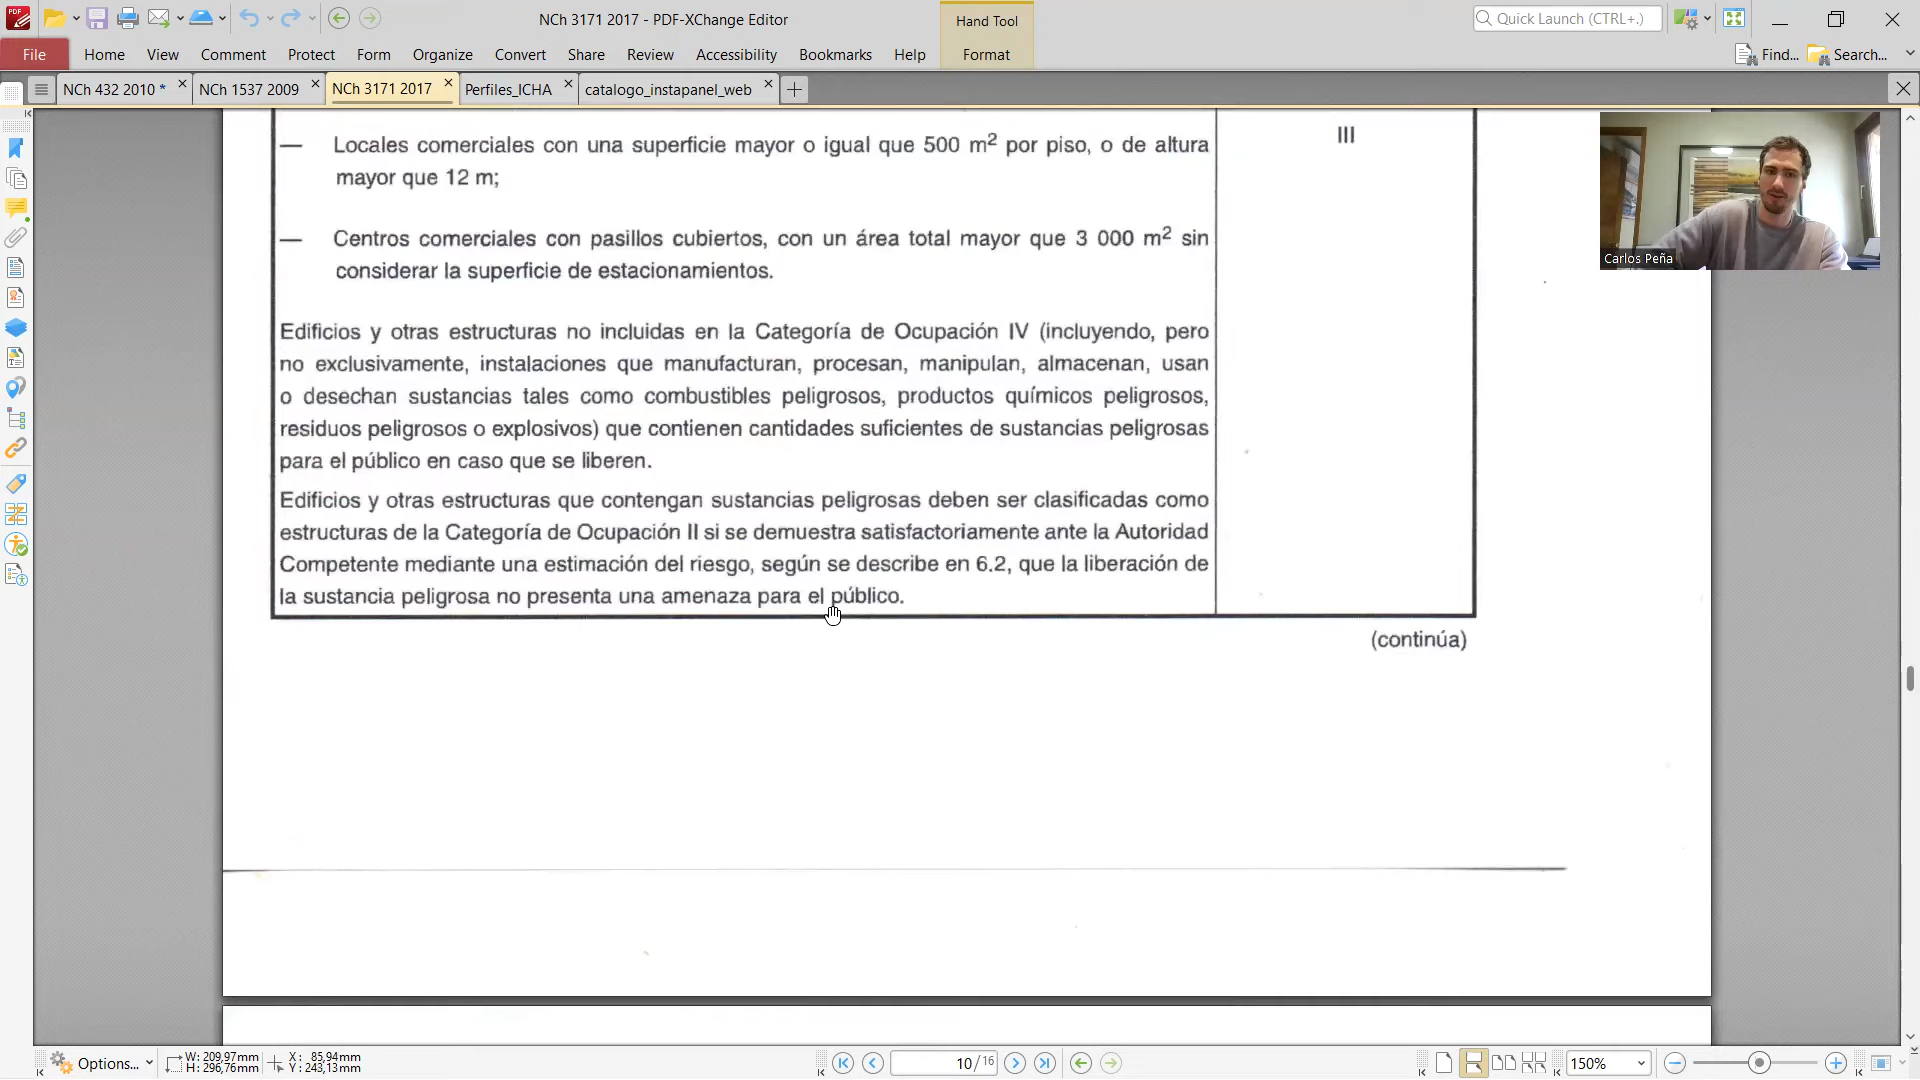 NCh 3171 2017 - PDF-XChange Editor
Hand Tool
Quick Launch (CTRL+.)
File
Home
View
Comment
Protect
Form
Organize
Convert
Share
Review
Accessibility
Bookmarks
Help
Format
Find...
Search...
NCh 432 2010 *
NCh 1537 2009
NCh 3171 2017
Perfiles_ICHA
catalogo_instapanel_web
— Locales comerciales con una superficie mayor o igual que 500 m² por piso, o de altura
mayor que 12 m;
III
— Centros comerciales con pasillos cubiertos, con un área total mayor que 3 000 m² sin
considerar la superficie de estacionamientos.
Edificios y otras estructuras no incluidas en la Categoría de Ocupación IV (incluyendo, pero
no exclusivamente, instalaciones que manufacturan, procesan, manipulan, almacenan, usan
o desechan sustancias tales como combustibles peligrosos, productos químicos peligrosos,
residuos peligrosos o explosivos) que contienen cantidades suficientes de sustancias peligrosas
para el público en caso que se liberen.
Edificios y otras estructuras que contengan sustancias peligrosas deben ser clasificadas como
estructuras de la Categoría de Ocupación II si se demuestra satisfactoriamente ante la Autoridad
Competente mediante una estimación del riesgo, según se describe en 6.2, que la liberación de
la sustancia peligrosa no presenta una amenaza para el público.
(continúa)
Carlos Peña
Options...
W: 209,97mm
H: 296,76mm
X: 85,94mm
Y: 243,13mm
10 / 16
150%